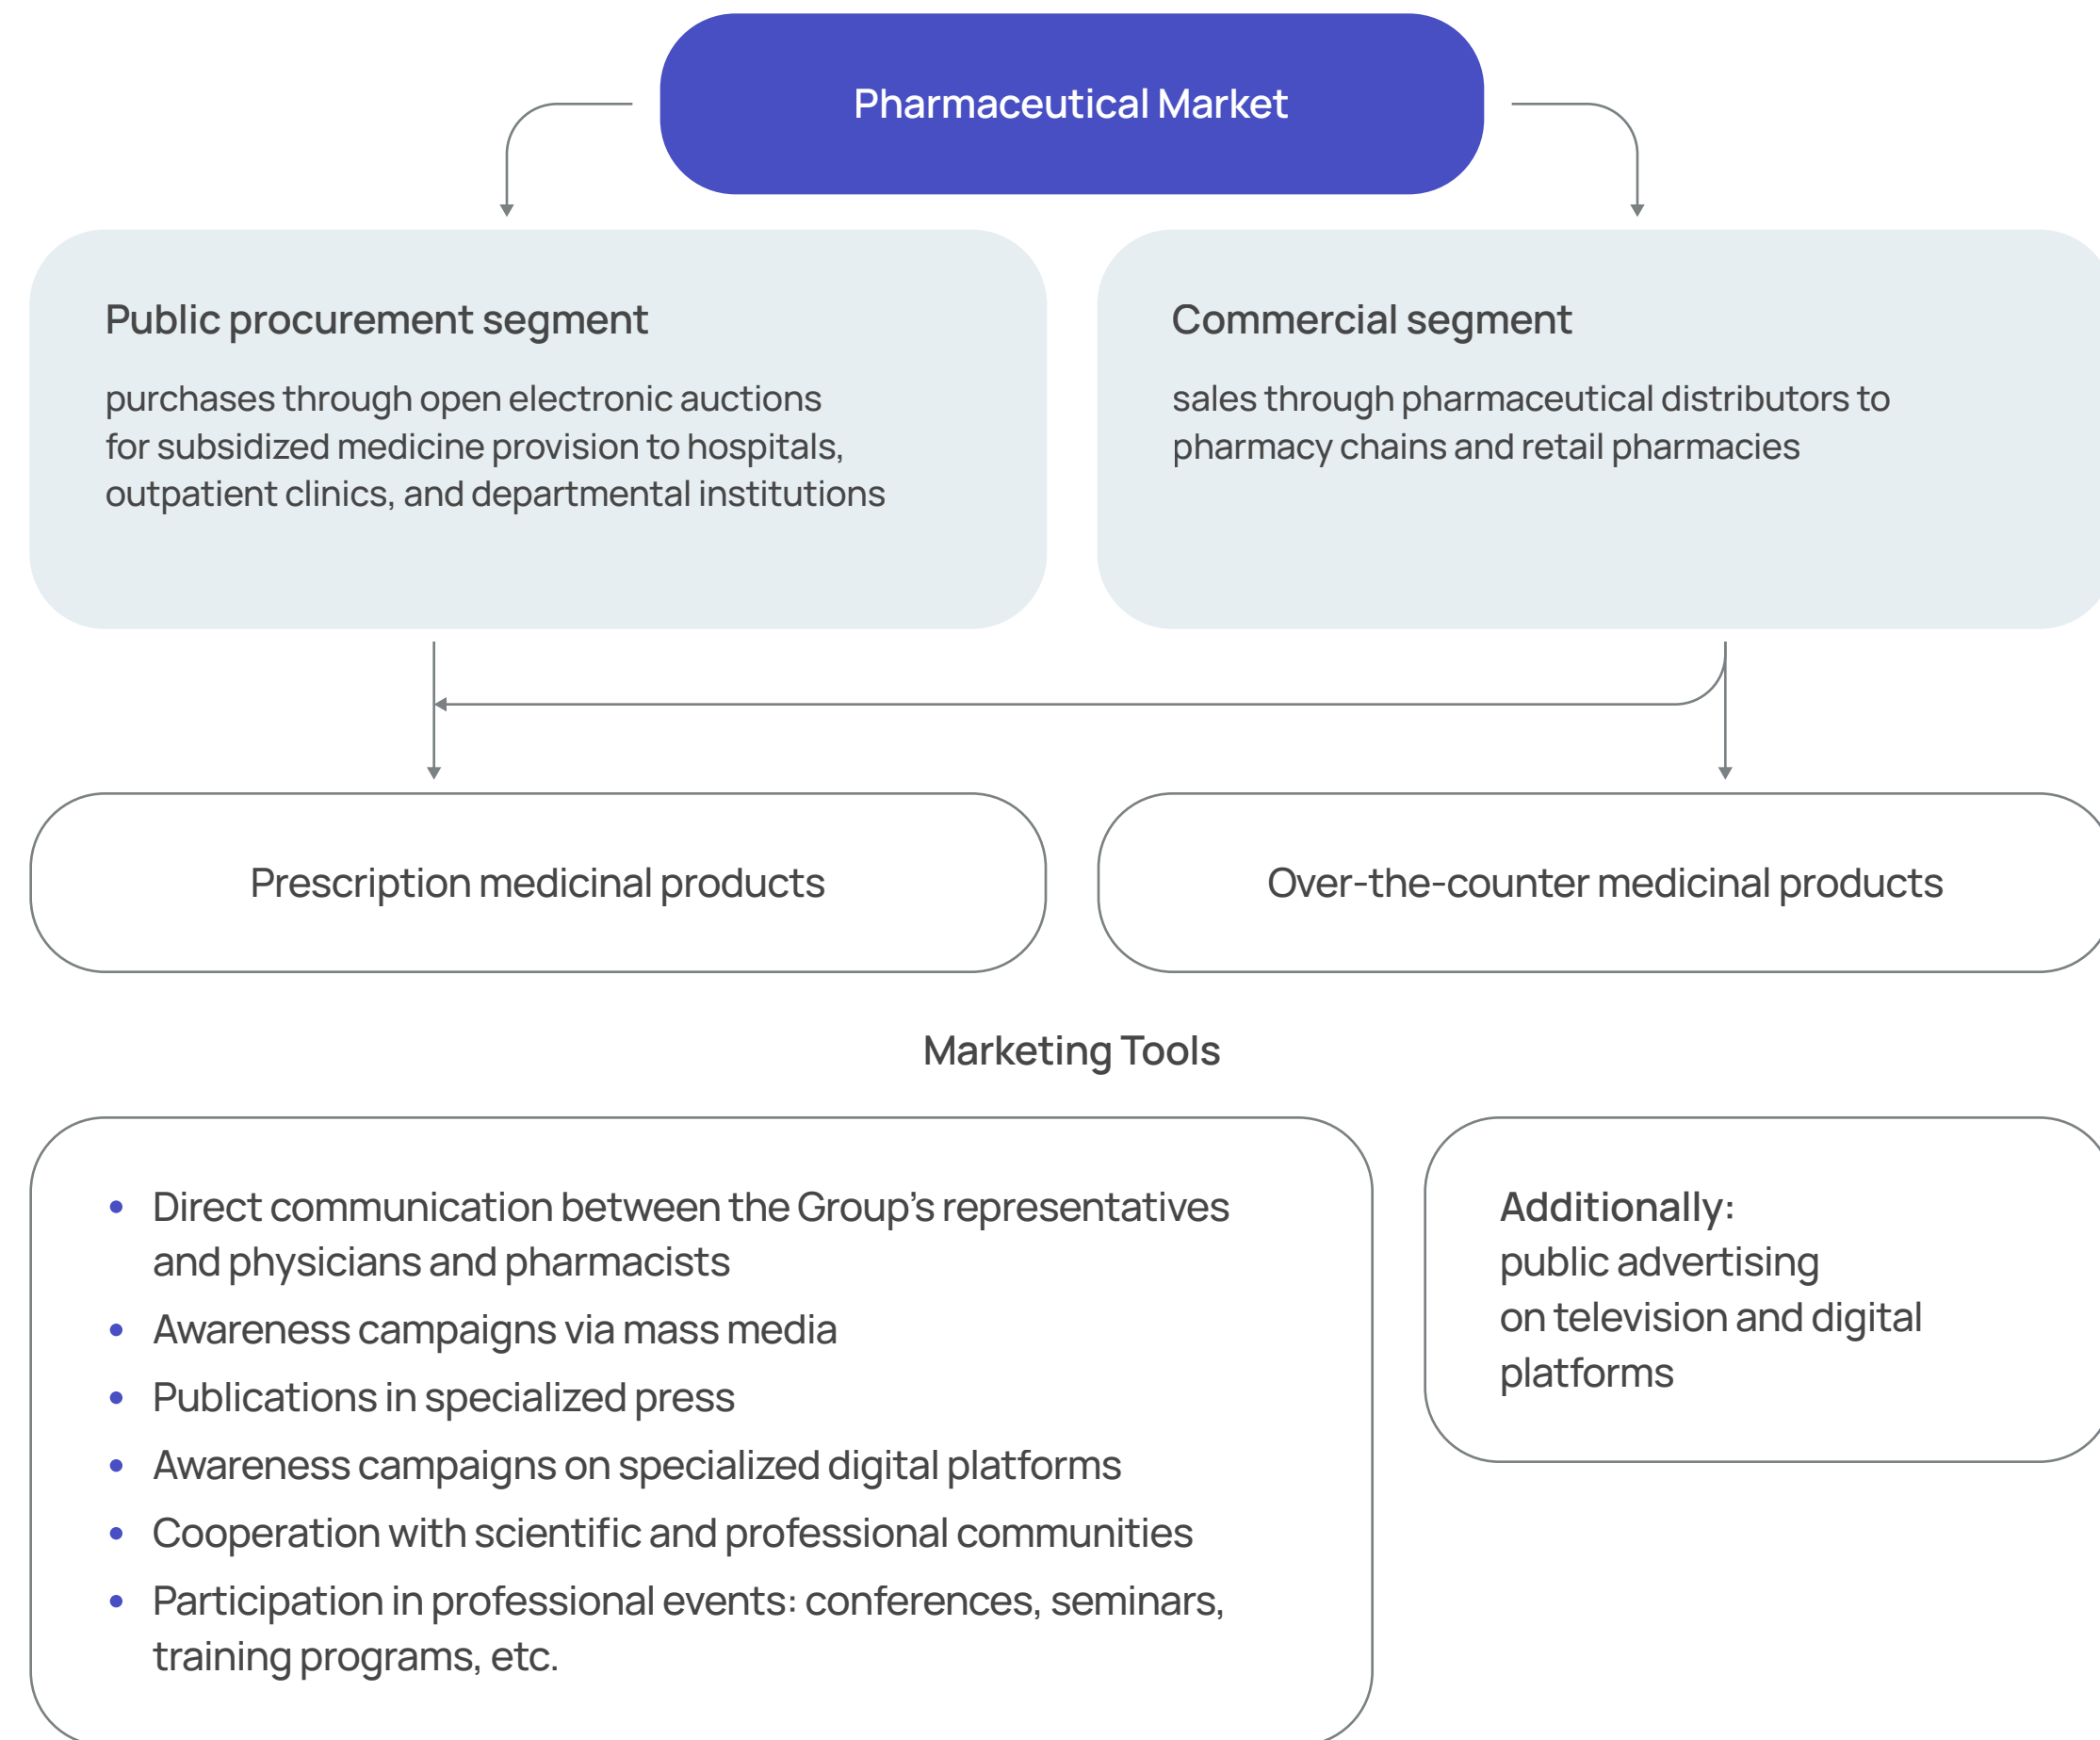 Pharmaceutical Market
Public procurement segment
purchases through open electronic auctions
for subsidized medicine provision to hospitals,
outpatient clinics, and departmental institutions
Commercial segment
sales through pharmaceutical distributors to
pharmacy chains and retail pharmacies
Prescription medicinal products
Over-the-counter medicinal products
Marketing Tools
• Direct communication between the Group’s representatives
and physicians and pharmacists
• Awareness campaigns via mass media
• Publications in specialized press
• Awareness campaigns on specialized digital platforms
• Cooperation with scientific and professional communities
• Participation in professional events: conferences, seminars,
training programs, etc.
Additionally:
public advertising
on television and digital
platforms